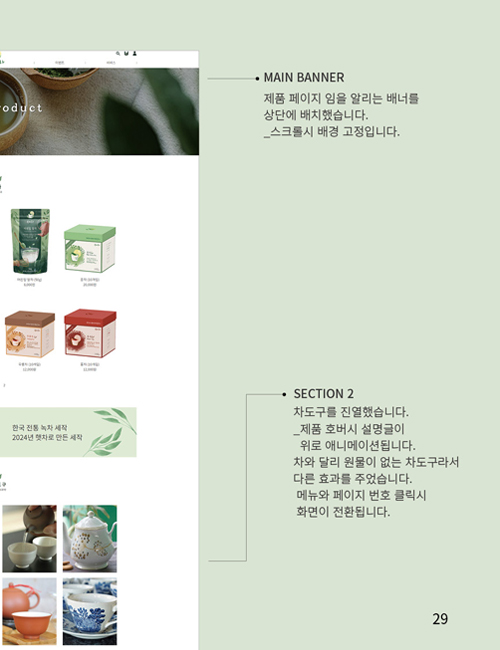 oduct
한국 전통 녹차 세작
2024년 햇차로 만든 세작
MAIN BANNER
제품 페이지 임을 알리는 배너를
상단에 배치했습니다.
_스크롤시 배경 고정입니다.
SECTION 2
차도구를 진열했습니다.
_제품 호버시 설명글이
위로 애니메이션됩니다.
차와 달리 원물이 없는 차도구라서
다른 효과를 주었습니다.
메뉴와 페이지 번호 클릭시
화면이 전환됩니다.
29